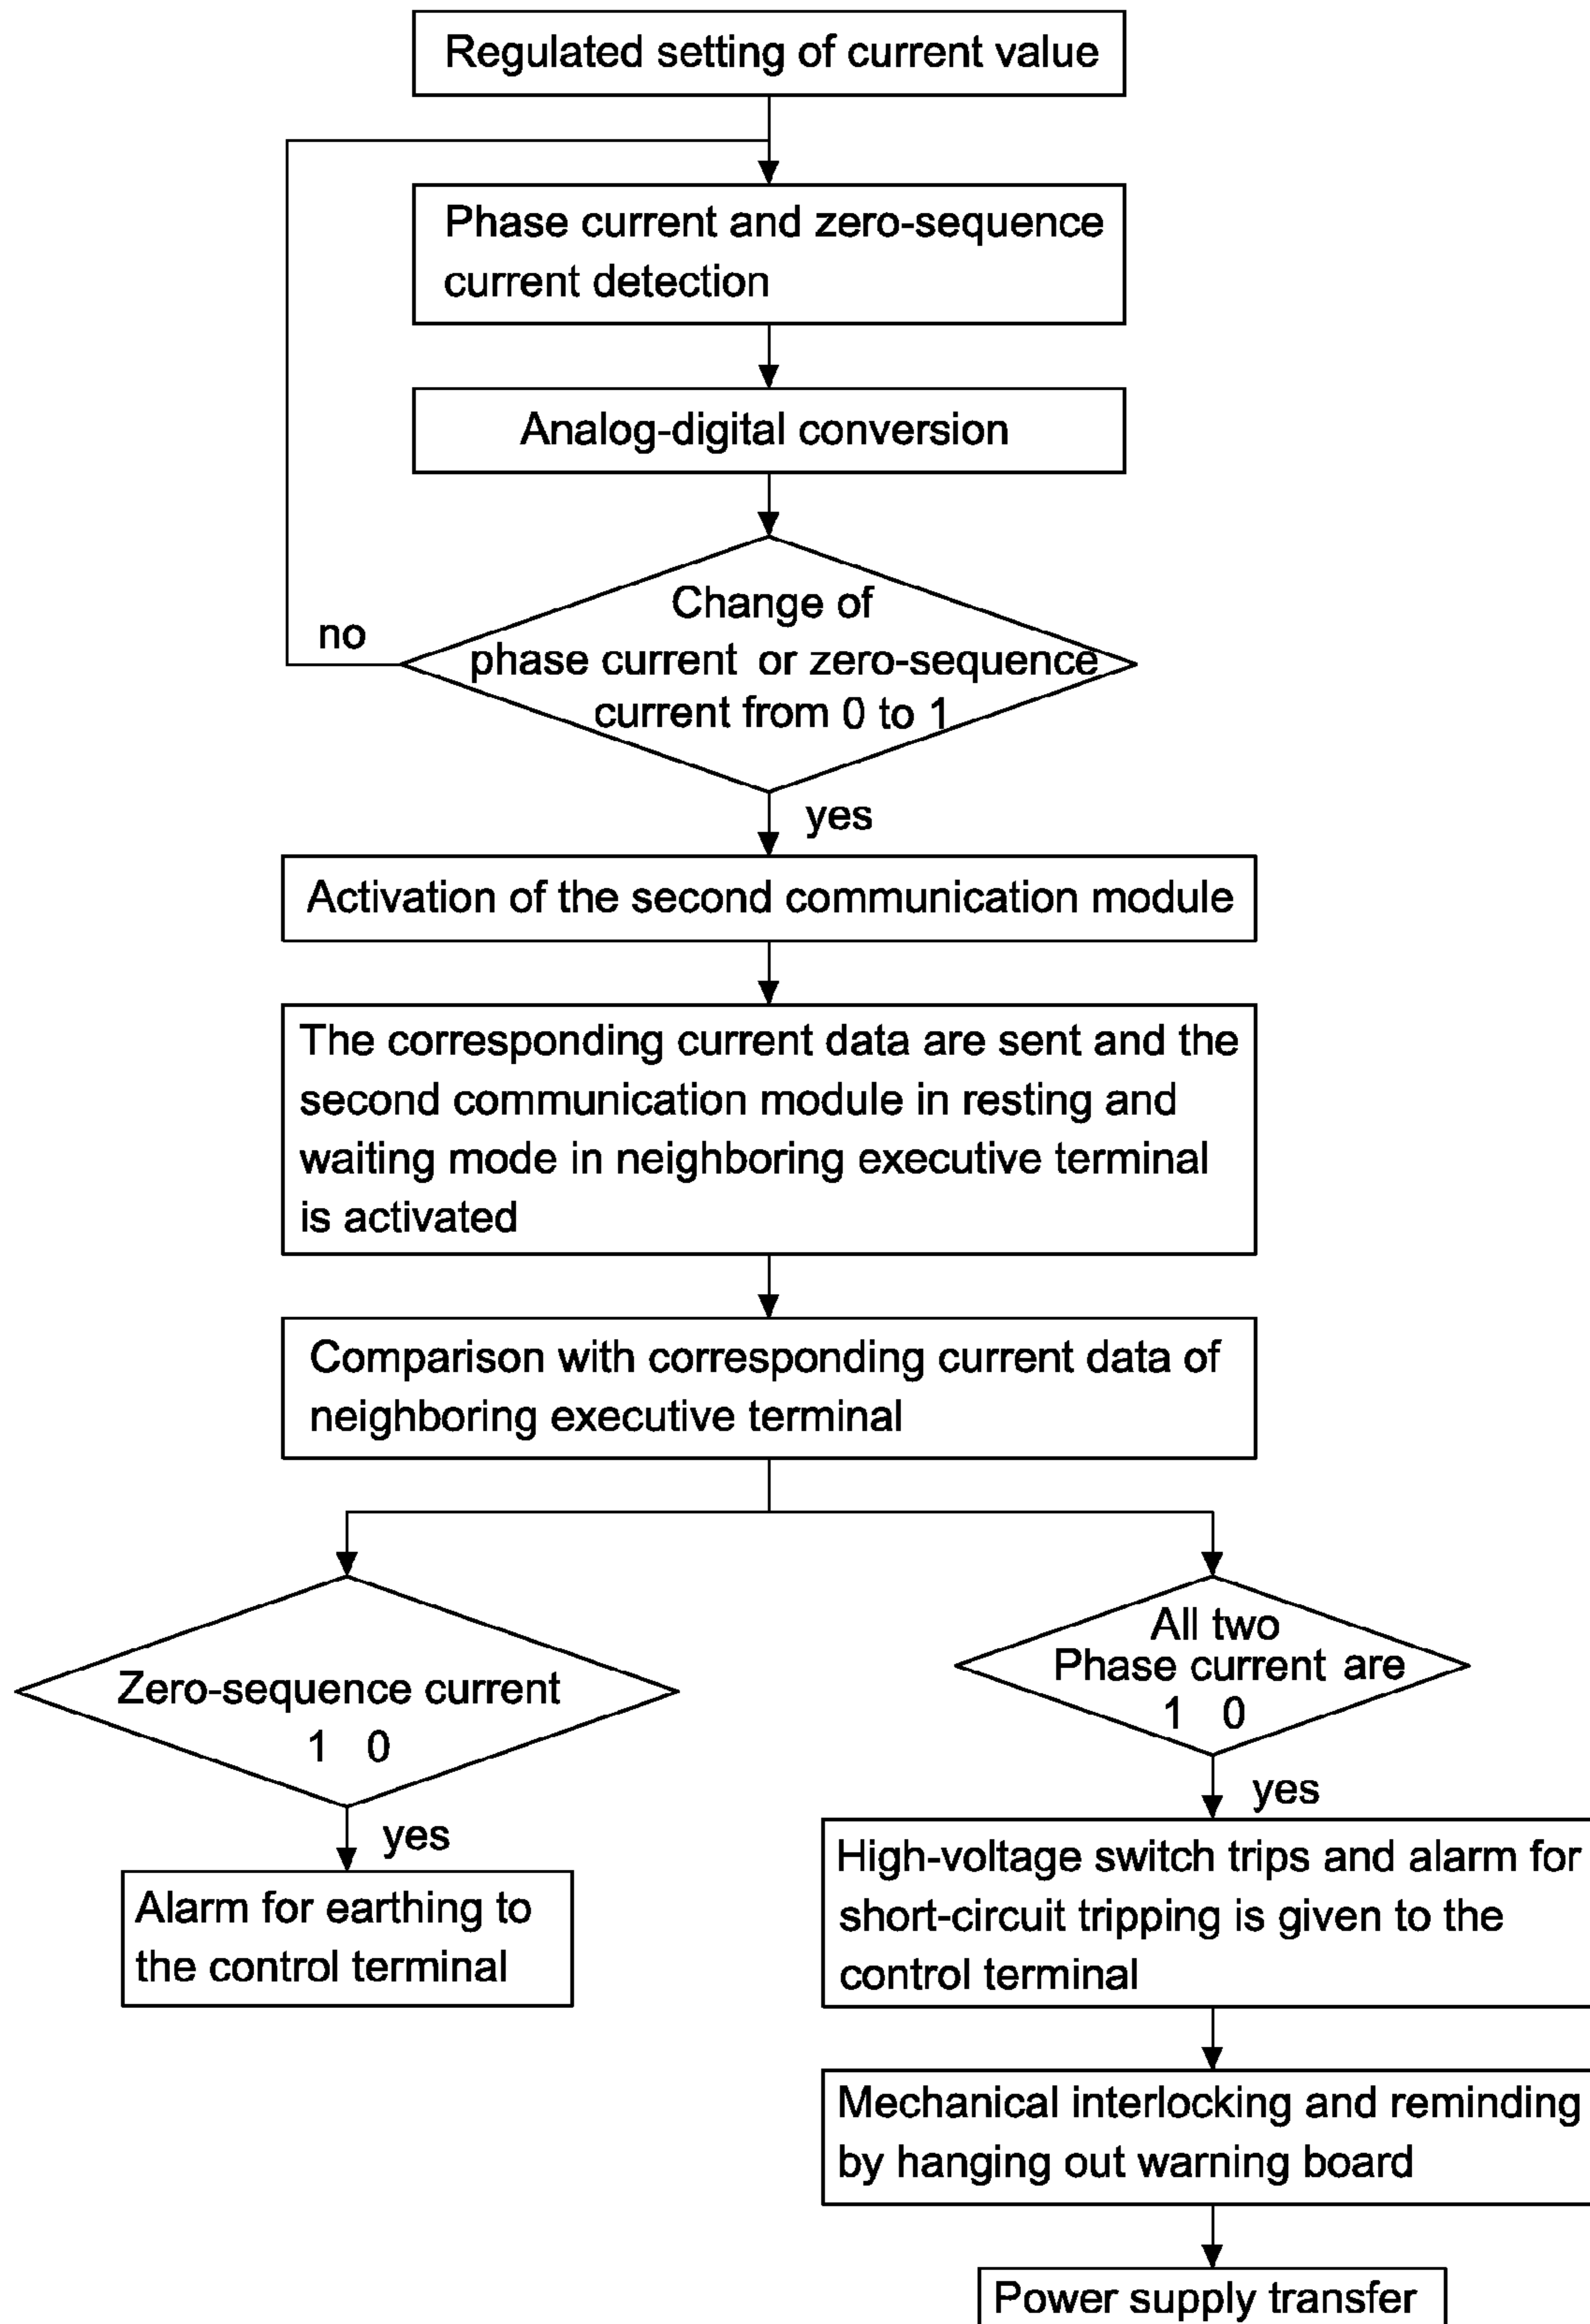 Regulated setting of current value
Phase current and zero-sequence
current detection
Analog-digital conversion
Change of
phase current or zero-sequence
current from 0 to 1
no
yes
Activation of the second communication module
The corresponding current data are sent and the
second communication module in resting and
waiting mode in neighboring executive terminal
is activated
Comparison with corresponding current data of
neighboring executive terminal
Zero-sequence current
1 0
yes
Alarm for earthing to
the control terminal
All two
Phase current are
1 0
yes
High-voltage switch trips and alarm for
short-circuit tripping is given to the
control terminal
Mechanical interlocking and reminding
by hanging out warning board
Power supply transfer